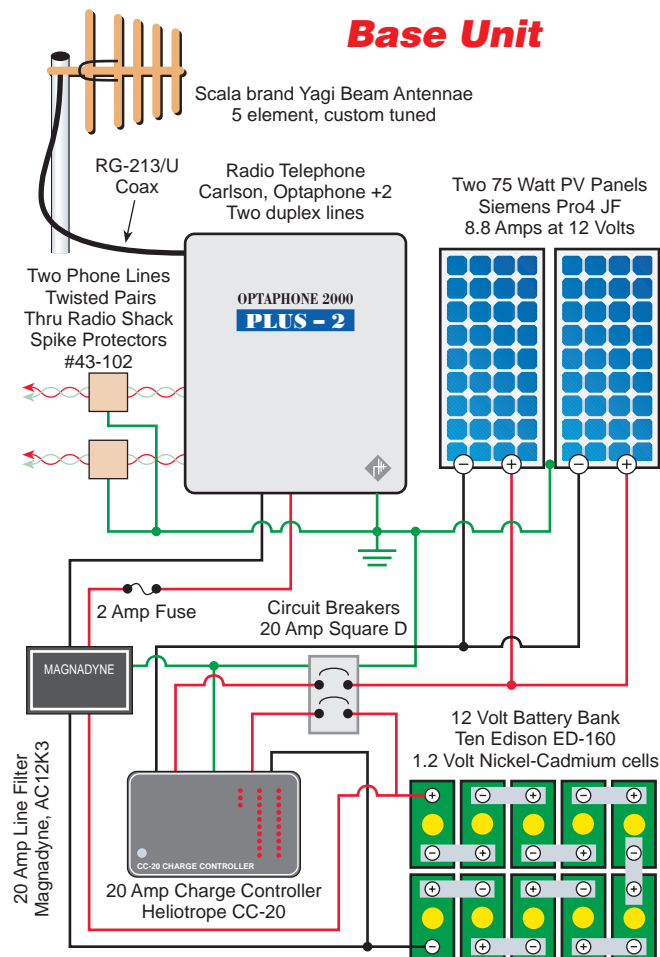 Base Unit
Scala brand Yagi Beam Antennae
5 element, custom tuned
RG-213/U
Coax
Radio Telephone
Carlson, Optaphone +2
Two duplex lines
Two 75 Watt PV Panels
Siemens Pro4 JF
8.8 Amps at 12 Volts
Two Phone Lines
Twisted Pairs
Thru Radio Shack
Spike Protectors
#43-102
OPTAPHONE 2000
PLUS – 2
2 Amp Fuse
Circuit Breakers
20 Amp Square D
MAGNADYNE
20 Amp Line Filter
Magnadyne, AC12K3
12 Volt Battery Bank
Ten Edison ED-160
1.2 Volt Nickel-Cadmium cells
CC-20 CHARGE CONTROLLER
20 Amp Charge Controller
Heliotrope CC-20